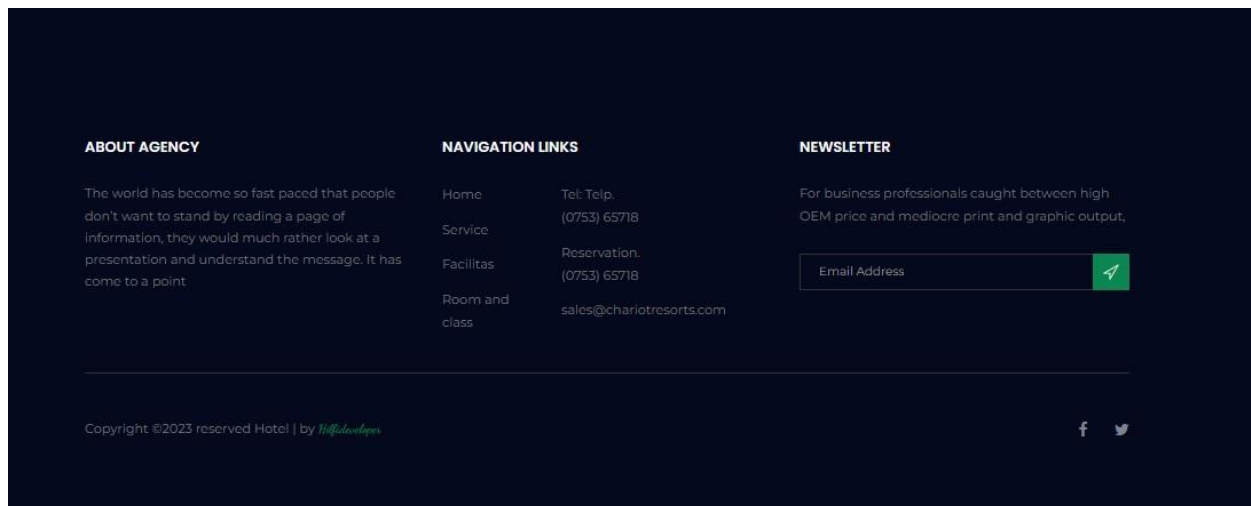 ABOUT AGENCY
The world has become so fast paced that people
don't want to stand by reading a page of
information, they would much rather look at a
presentation and understand the message. It has
come to a point
NAVIGATION LINKS
Home
Service
Facilitas
Room and
class
Tel: Telp.
(0753) 65718
Reservation.
(0753) 65718
sales@chariotresorts.com
NEWSLETTER
For business professionals caught between high
OEM price and mediocre print and graphic output,
Email Address
Copyright ©2023 reserved Hotel | by Hilfideveloper